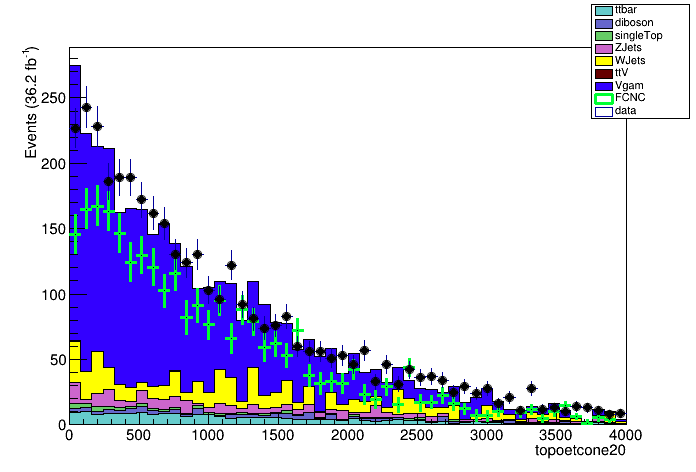 ttbar
diboson
singleTop
ZJets
WJets
ttV
Vgam
FCNC
data
Events (36.2 fb⁻¹)
250
200
150
100
50
0
0 500 1000 1500 2000 2500 3000 3500 4000
topoetcone20